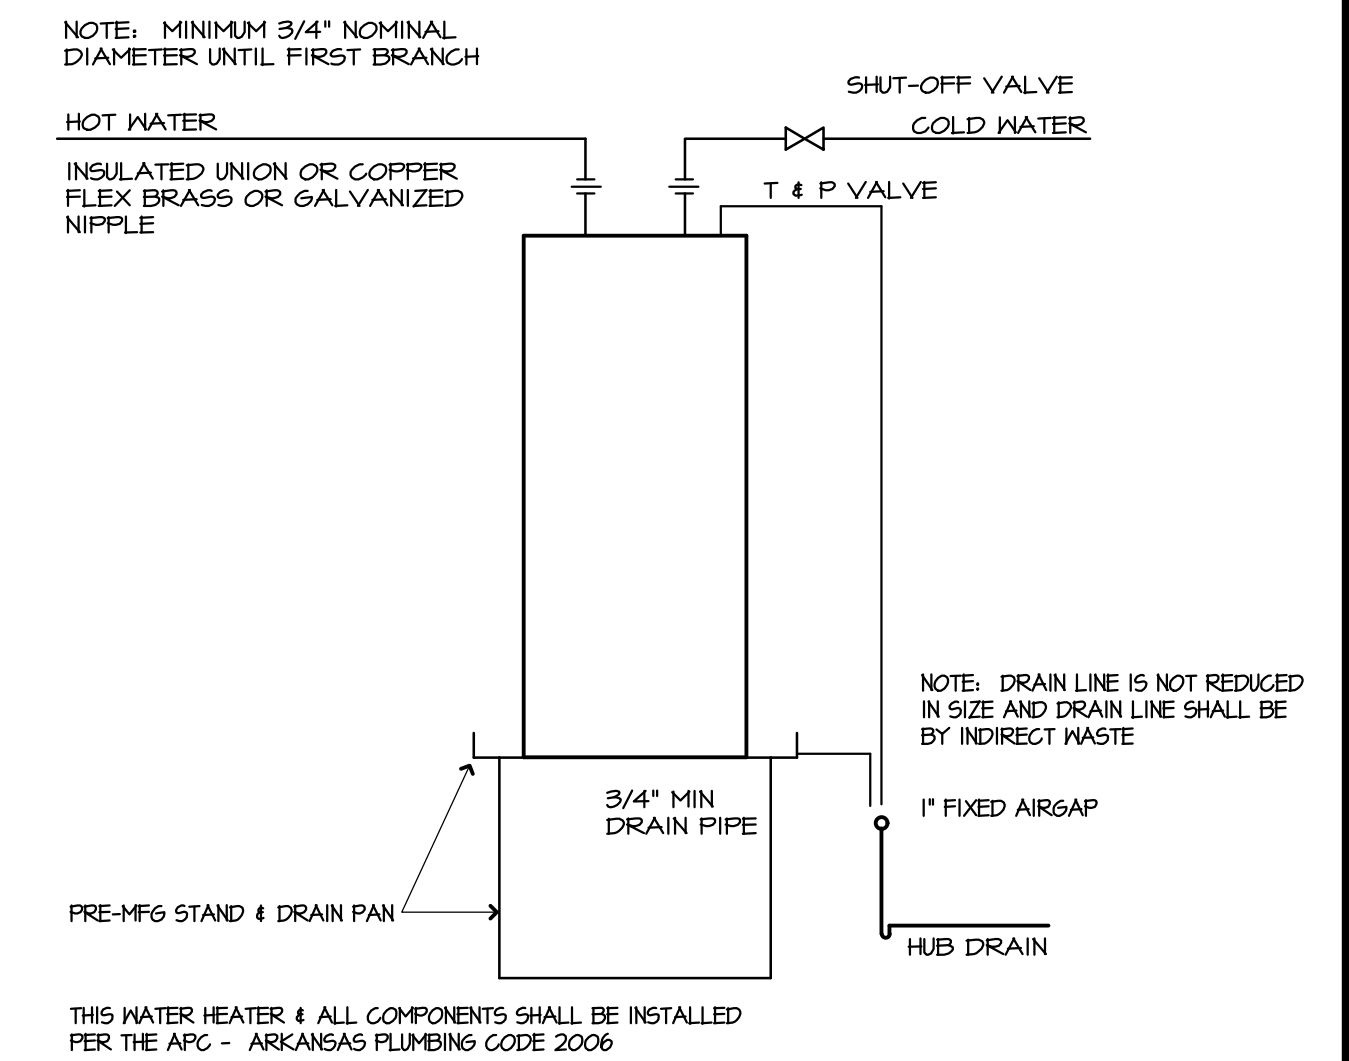 NOTE: MINIMUM 3/4" NOMINAL
DIAMETER UNTIL FIRST BRANCH
SHUT-OFF VALVE
HOT WATER
COLD WATER
INSULATED UNION OR COPPER
FLEX BRASS OR GALVANIZED
NIPPLE
T & P VALVE
NOTE: DRAIN LINE IS NOT REDUCED
IN SIZE AND DRAIN LINE SHALL BE
BY INDIRECT WASTE
3/4" MIN
DRAIN PIPE
1" FIXED AIRGAP
PRE-MFG STAND & DRAIN PAN
HUB DRAIN
THIS WATER HEATER & ALL COMPONENTS SHALL BE INSTALLED
PER THE APC - ARKANSAS PLUMBING CODE 2006